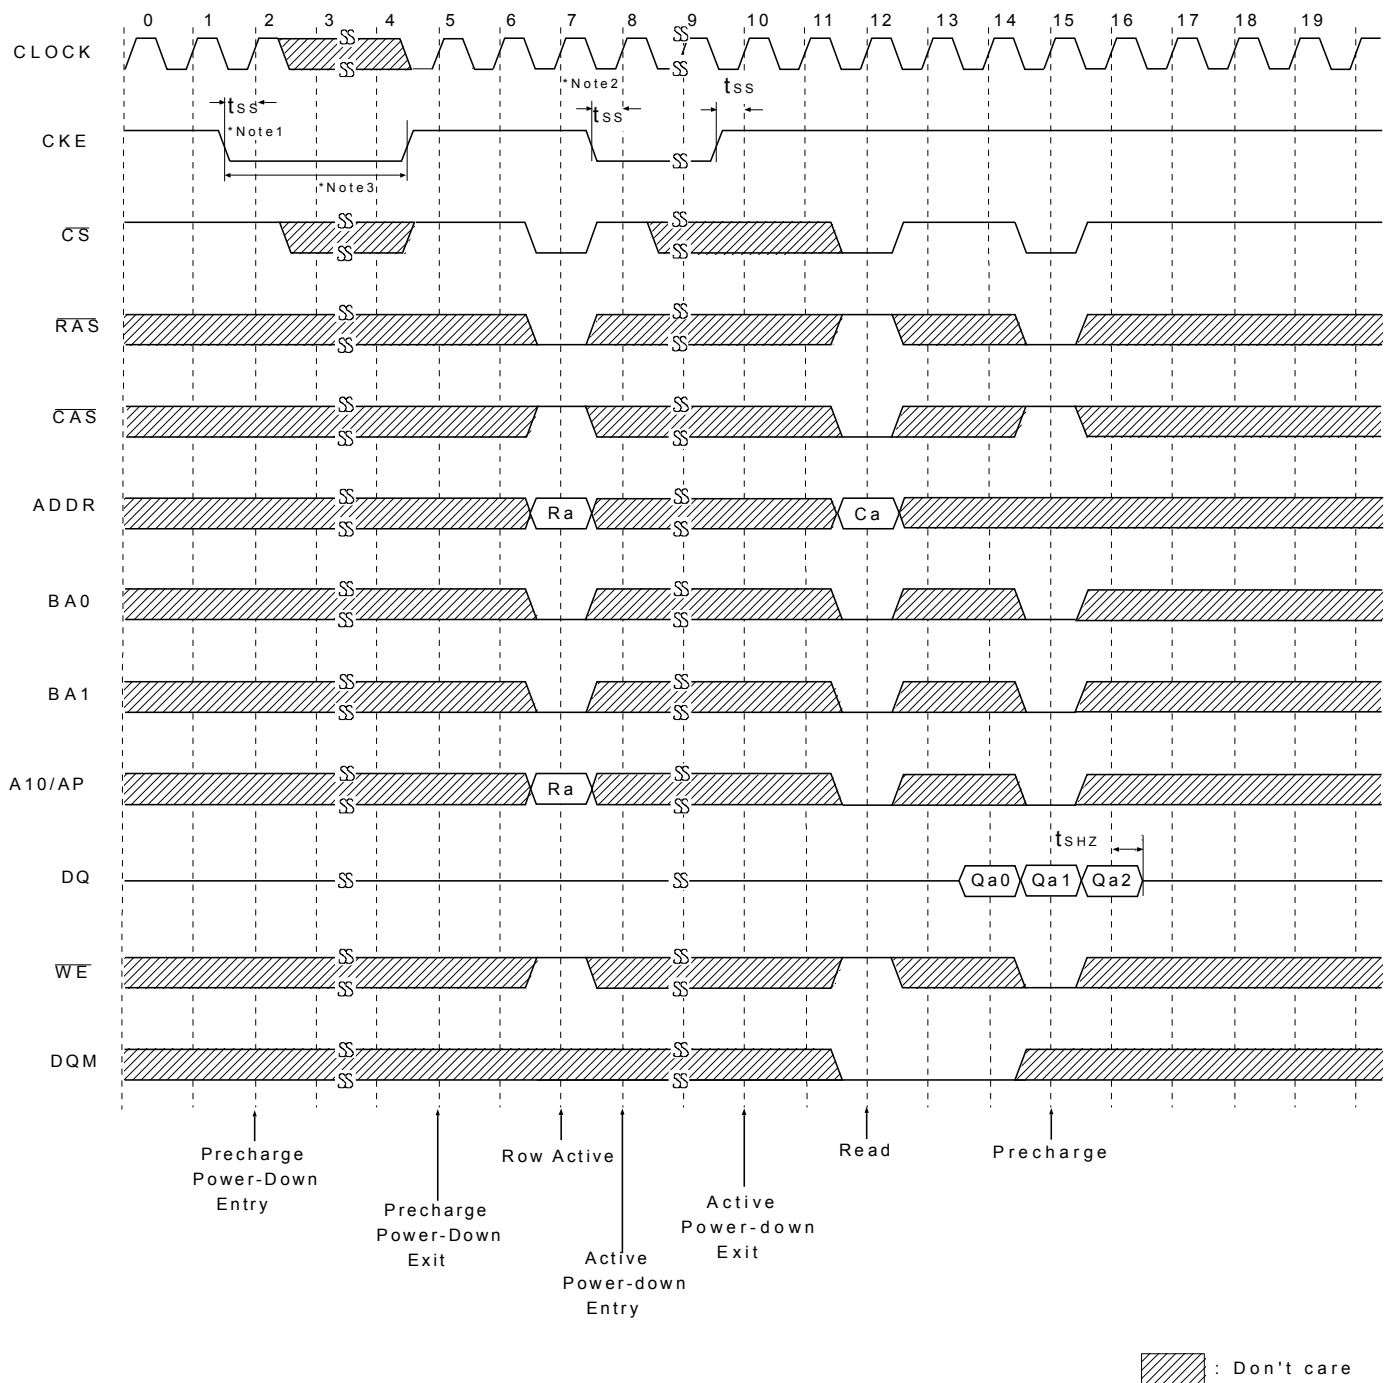 0 1 2 3 4 5 6 7 8 9 10 11 12 13 14 15 16 17 18 19
CLOCK
*Note2
tSS
tSS
tSS
*Note1
CKE
*Note3
CS
RAS
CAS
ADDR
Ra
Ca
BA0
BA1
A10/AP
Ra
tSHZ
DQ
Qa0 Qa1 Qa2
WE
DQM
Precharge
Power-Down
Entry
Precharge
Power-Down
Exit
Row Active
Active
Power-down
Entry
Active
Power-down
Exit
Read
Precharge
: Don't care